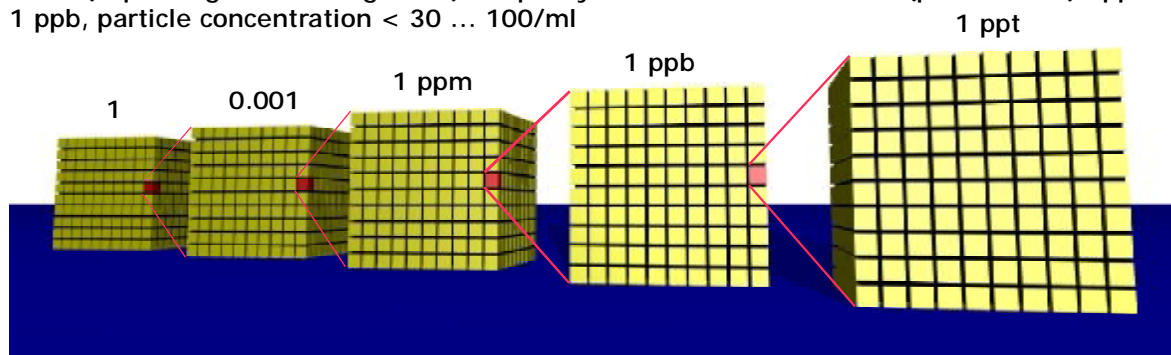 1 ppb, particle concentration < 30 ... 100/ml
1 ppt
1 ppb
1 ppm
0.001
1